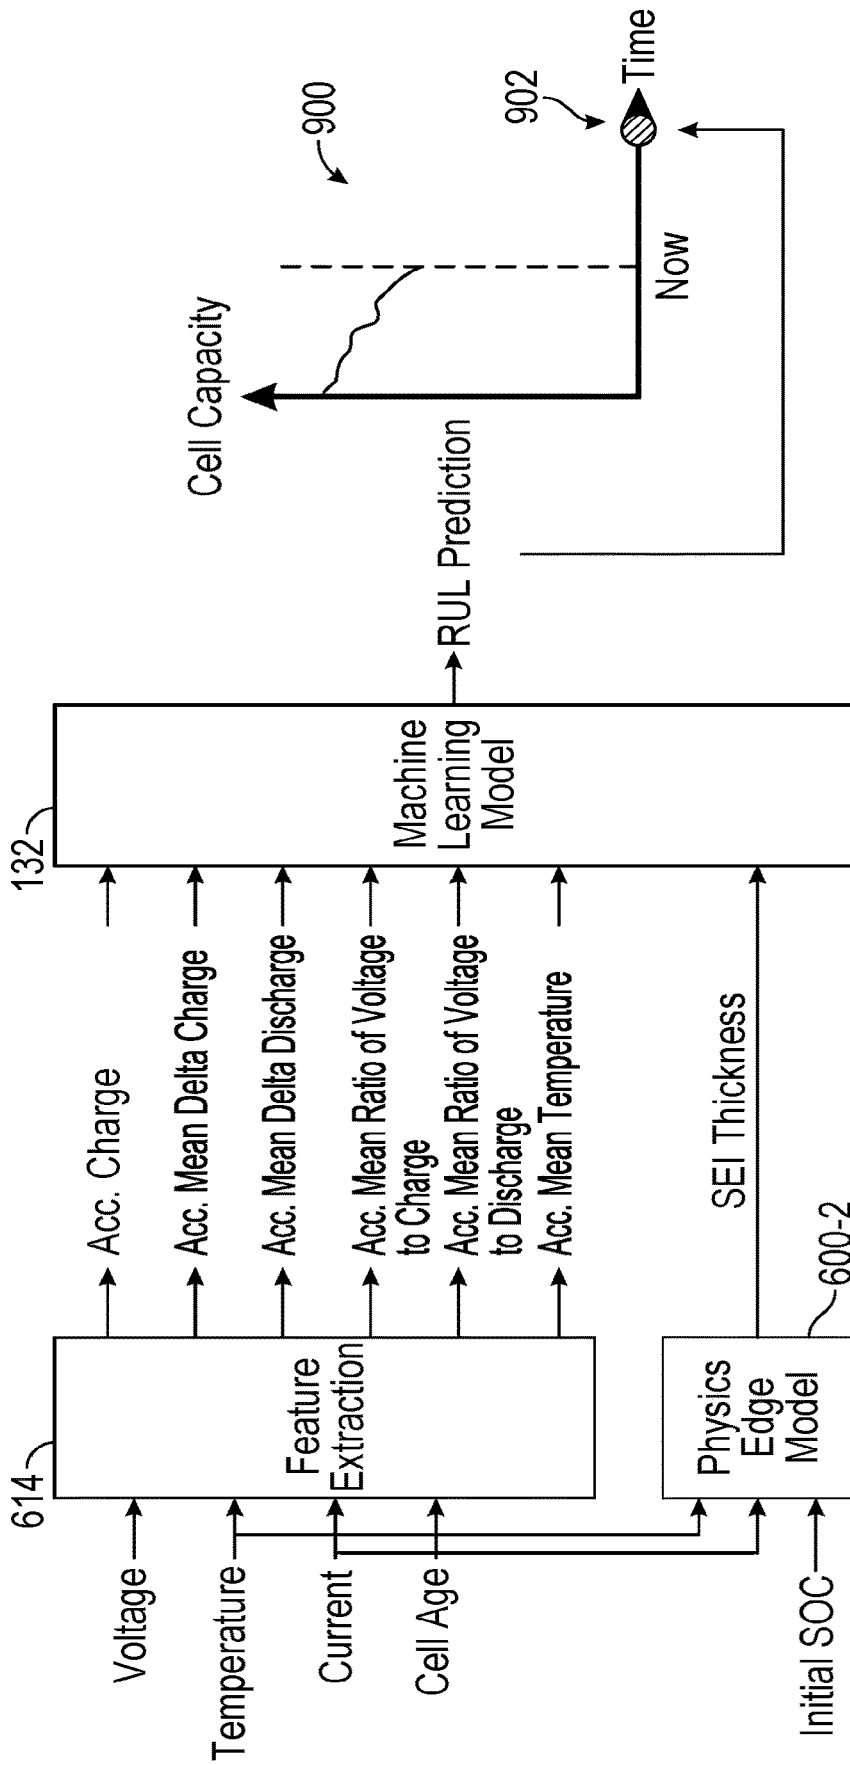 614
Voltage
Temperature
Current
Cell Age
Initial SOC
Feature
Extraction
Physics
Edge
Model
600-2
Acc. Charge
Acc. Mean Delta Charge
Acc. Mean Delta Discharge
Acc. Mean Ratio of Voltage
to Charge
Acc. Mean Ratio of Voltage
to Discharge
Acc. Mean Temperature
SEI Thickness
132
Machine
Learning
Model
RUL Prediction
Cell Capacity
900
Now
902
Time